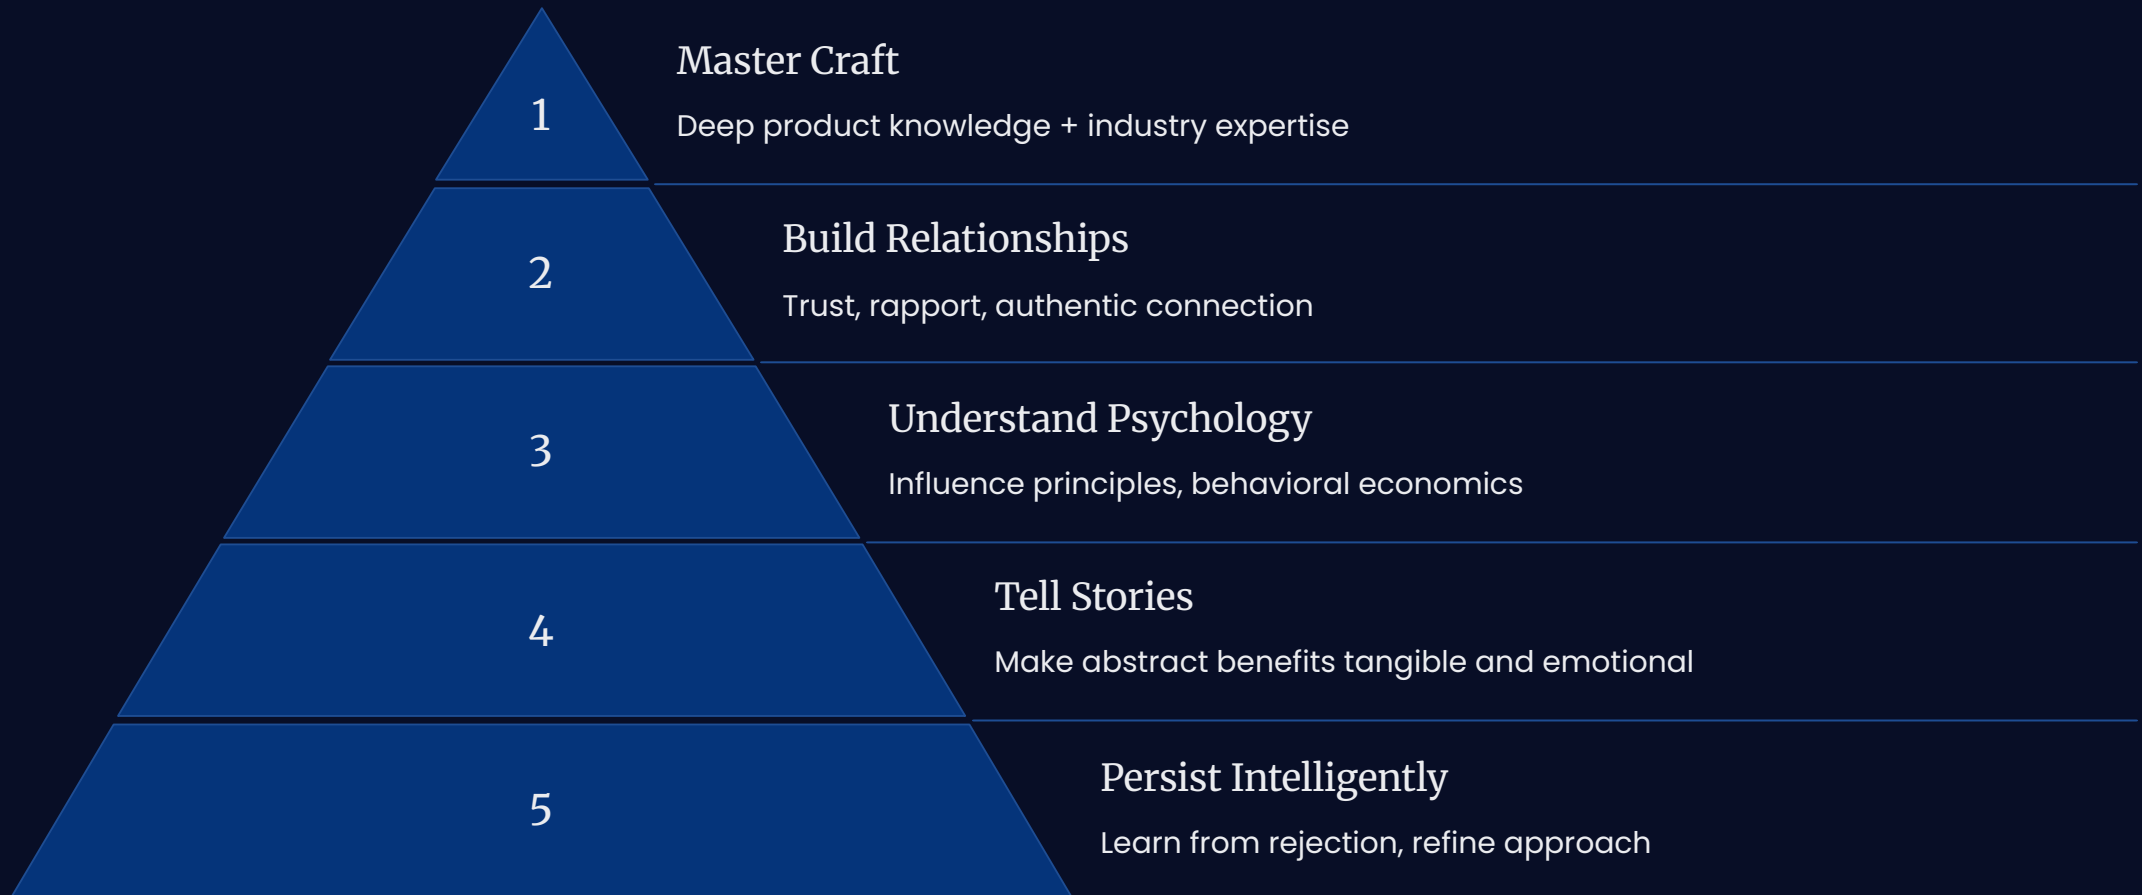 1
Master Craft
Deep product knowledge + industry expertise
2
Build Relationships
Trust, rapport, authentic connection
3
Understand Psychology
Influence principles, behavioral economics
4
Tell Stories
Make abstract benefits tangible and emotional
5
Persist Intelligently
Learn from rejection, refine approach